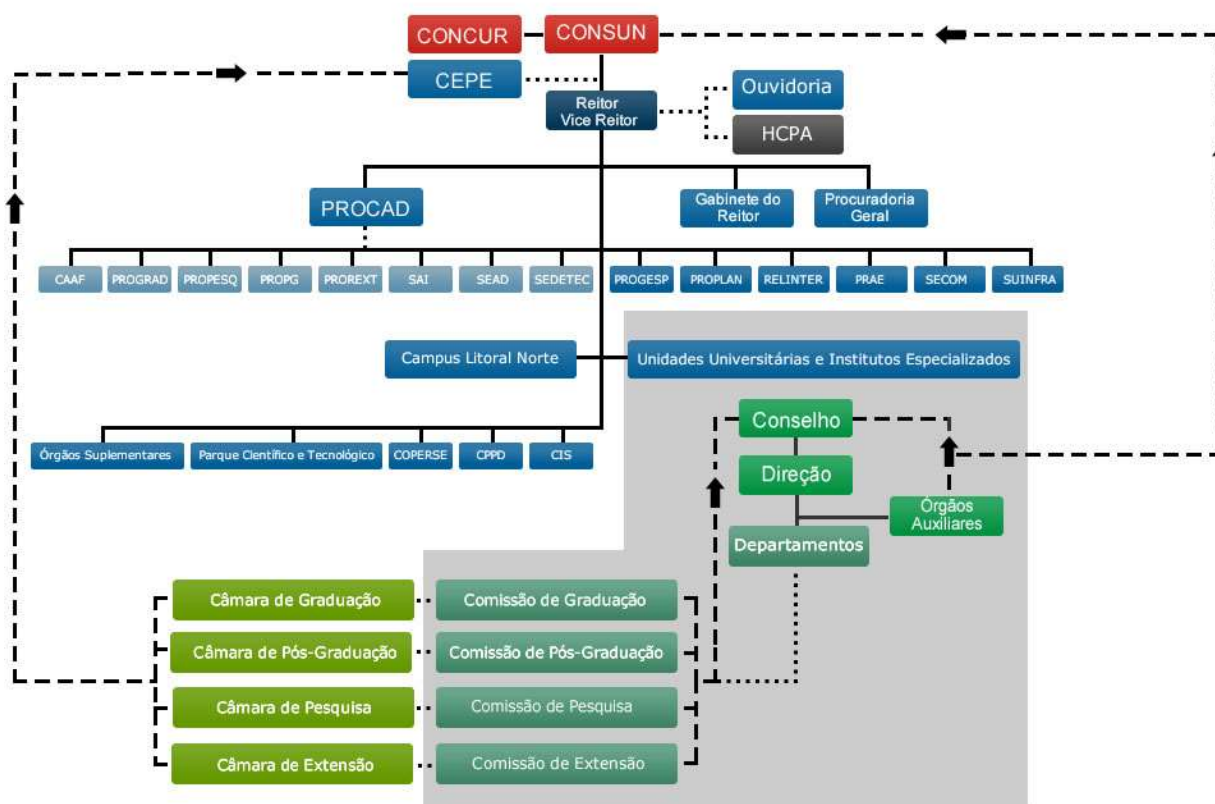 CONCUR
CONSUN
CEPE
Reitor
Vice Reitor
Ouvidoria
HCPA
PROCAD
Gabinete do
Reitor
Procuradoria
Geral
CAAF
PROGRAD
PROPESQ
PROPG
PROREXT
SAI
SEAD
SEDETEC
PROGESP
PROPLAN
RELINTER
PRAE
SECOM
SUINFRA
Campus Litoral Norte
Unidades Universitárias e Institutos Especializados
Órgãos Suplementares
Parque Científico e Tecnológico
COPERSE
CPPD
CIS
Conselho
Direção
Órgãos
Auxiliares
Departamentos
Câmara de Graduação
Comissão de Graduação
Câmara de Pós-Graduação
Comissão de Pós-Graduação
Câmara de Pesquisa
Comissão de Pesquisa
Câmara de Extensão
Comissão de Extensão